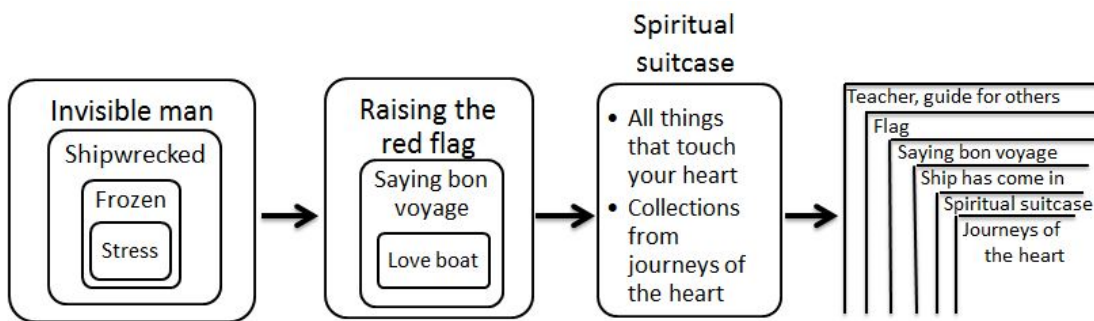 Invisible man
Shipwrecked
Frozen
Stress
Raising the
red flag
Saying bon
voyage
Love boat
Spiritual
suitcase
• All things
that touch
your heart
• Collections
from
journeys of
the heart
Teacher, guide for others
Flag
Saying bon voyage
Ship has come in
Spiritual suitcase
Journeys of
the heart